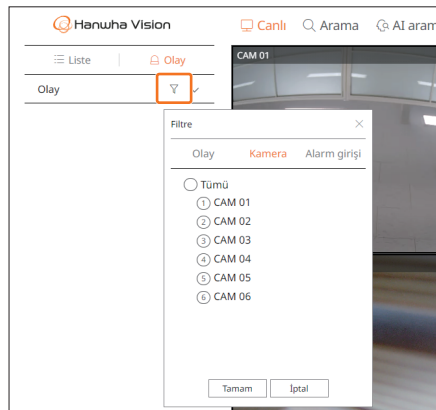 Hanwha Vision
Canlı Arama AI aram
Liste Olay
CAM 01
Olay
Filtre
Olay Kamera Alarm girişi
Tümü
1 CAM 01
2 CAM 02
3 CAM 03
4 CAM 04
5 CAM 05
6 CAM 06
Tamam İptal